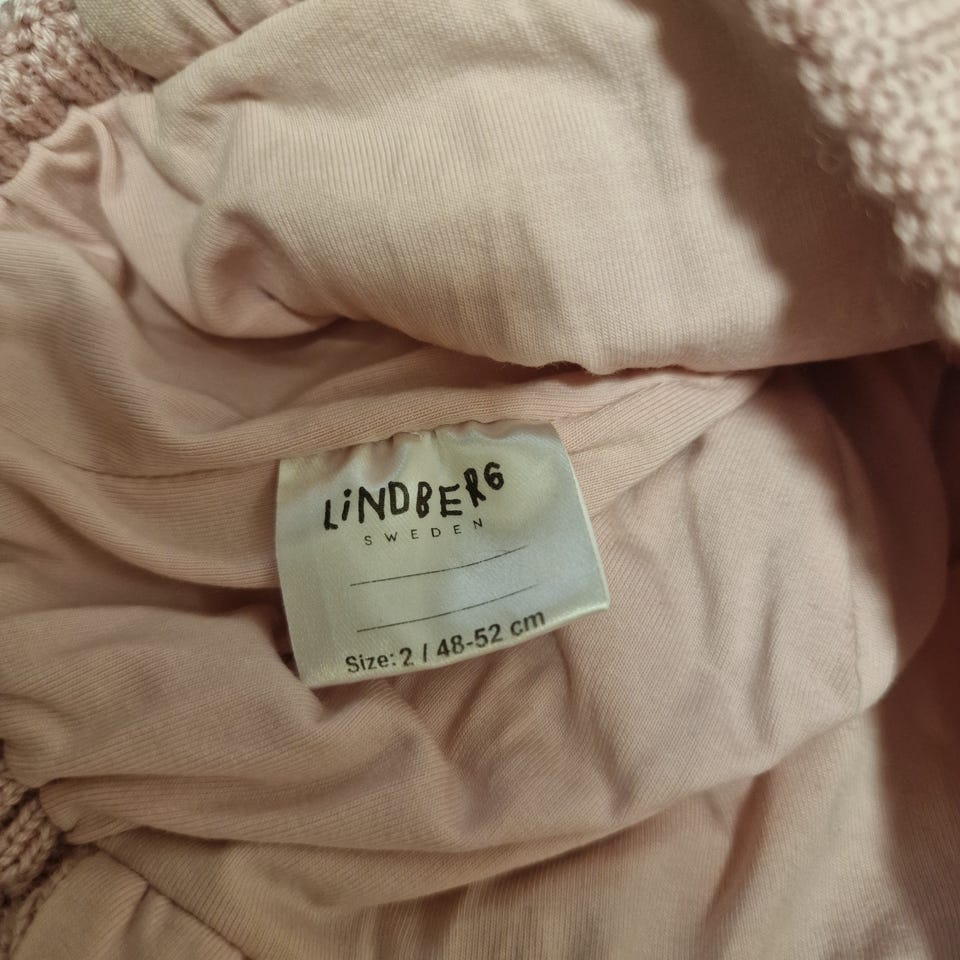 LiNDBERG
SWEDEN
Size: 2 / 48-52 cm